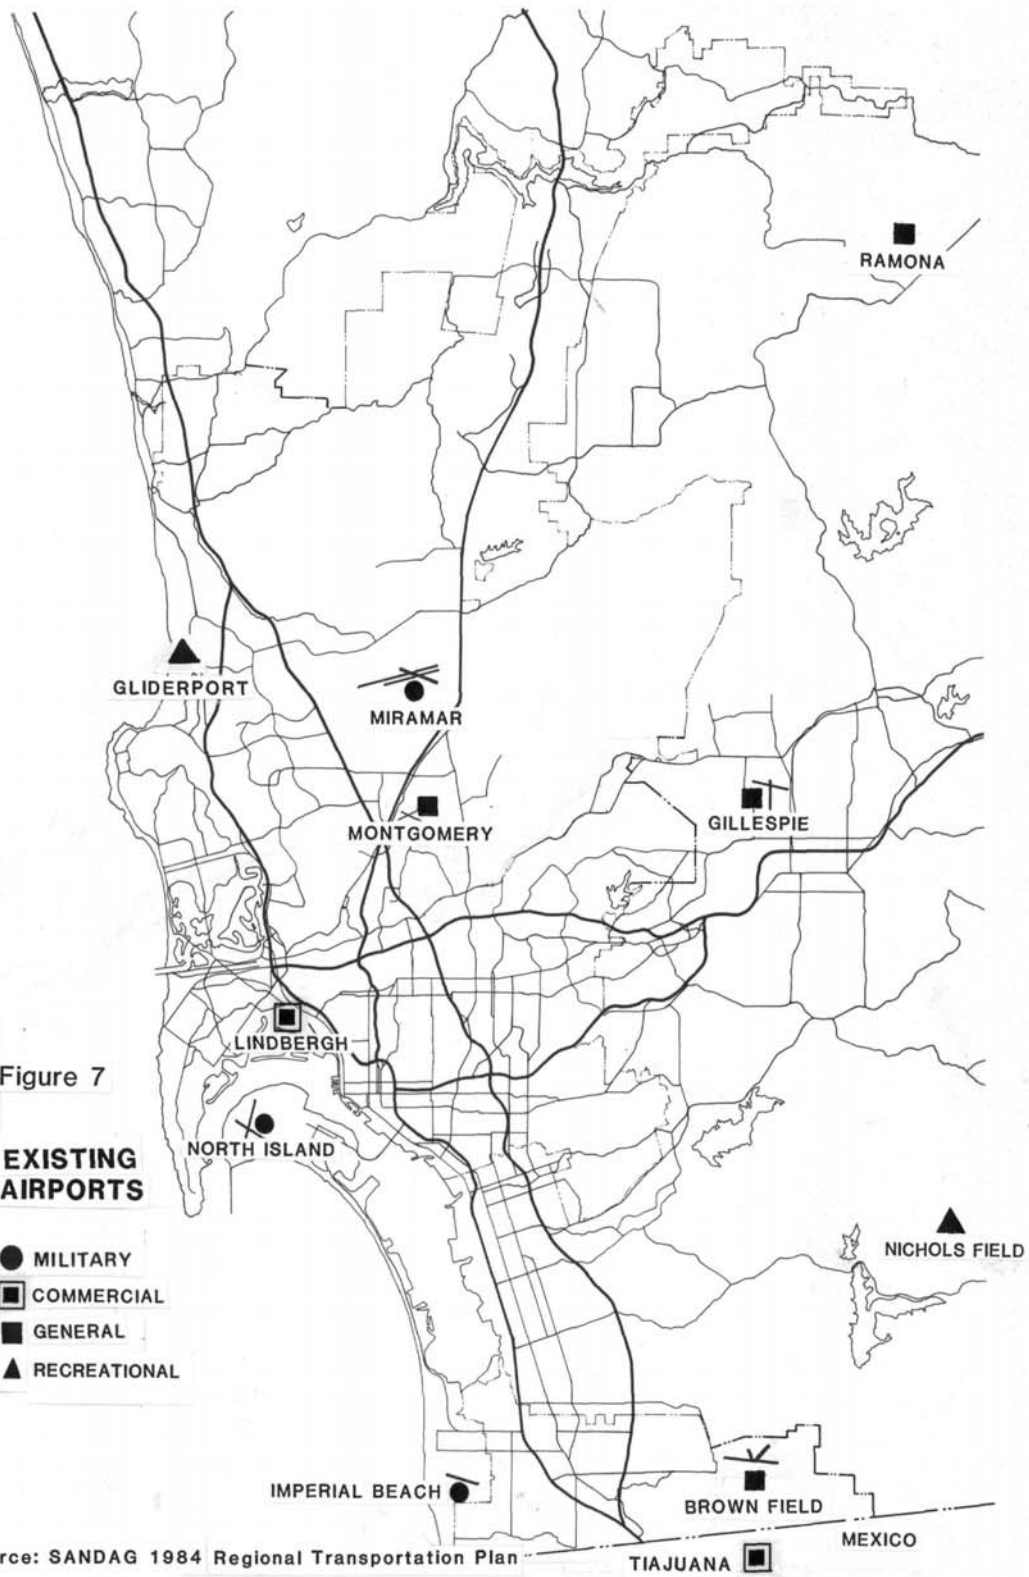 RAMONA
GLIDERPORT
MIRAMAR
MONTGOMERY
GILLESPIE
LINDBERGH
Figure 7
NORTH ISLAND
EXISTING
AIRPORTS
MILITARY
COMMERCIAL
GENERAL
RECREATIONAL
NICHOLS FIELD
IMPERIAL BEACH
BROWN FIELD
MEXICO
rce: SANDAG 1984 Regional Transportation Plan
TIAJUANA